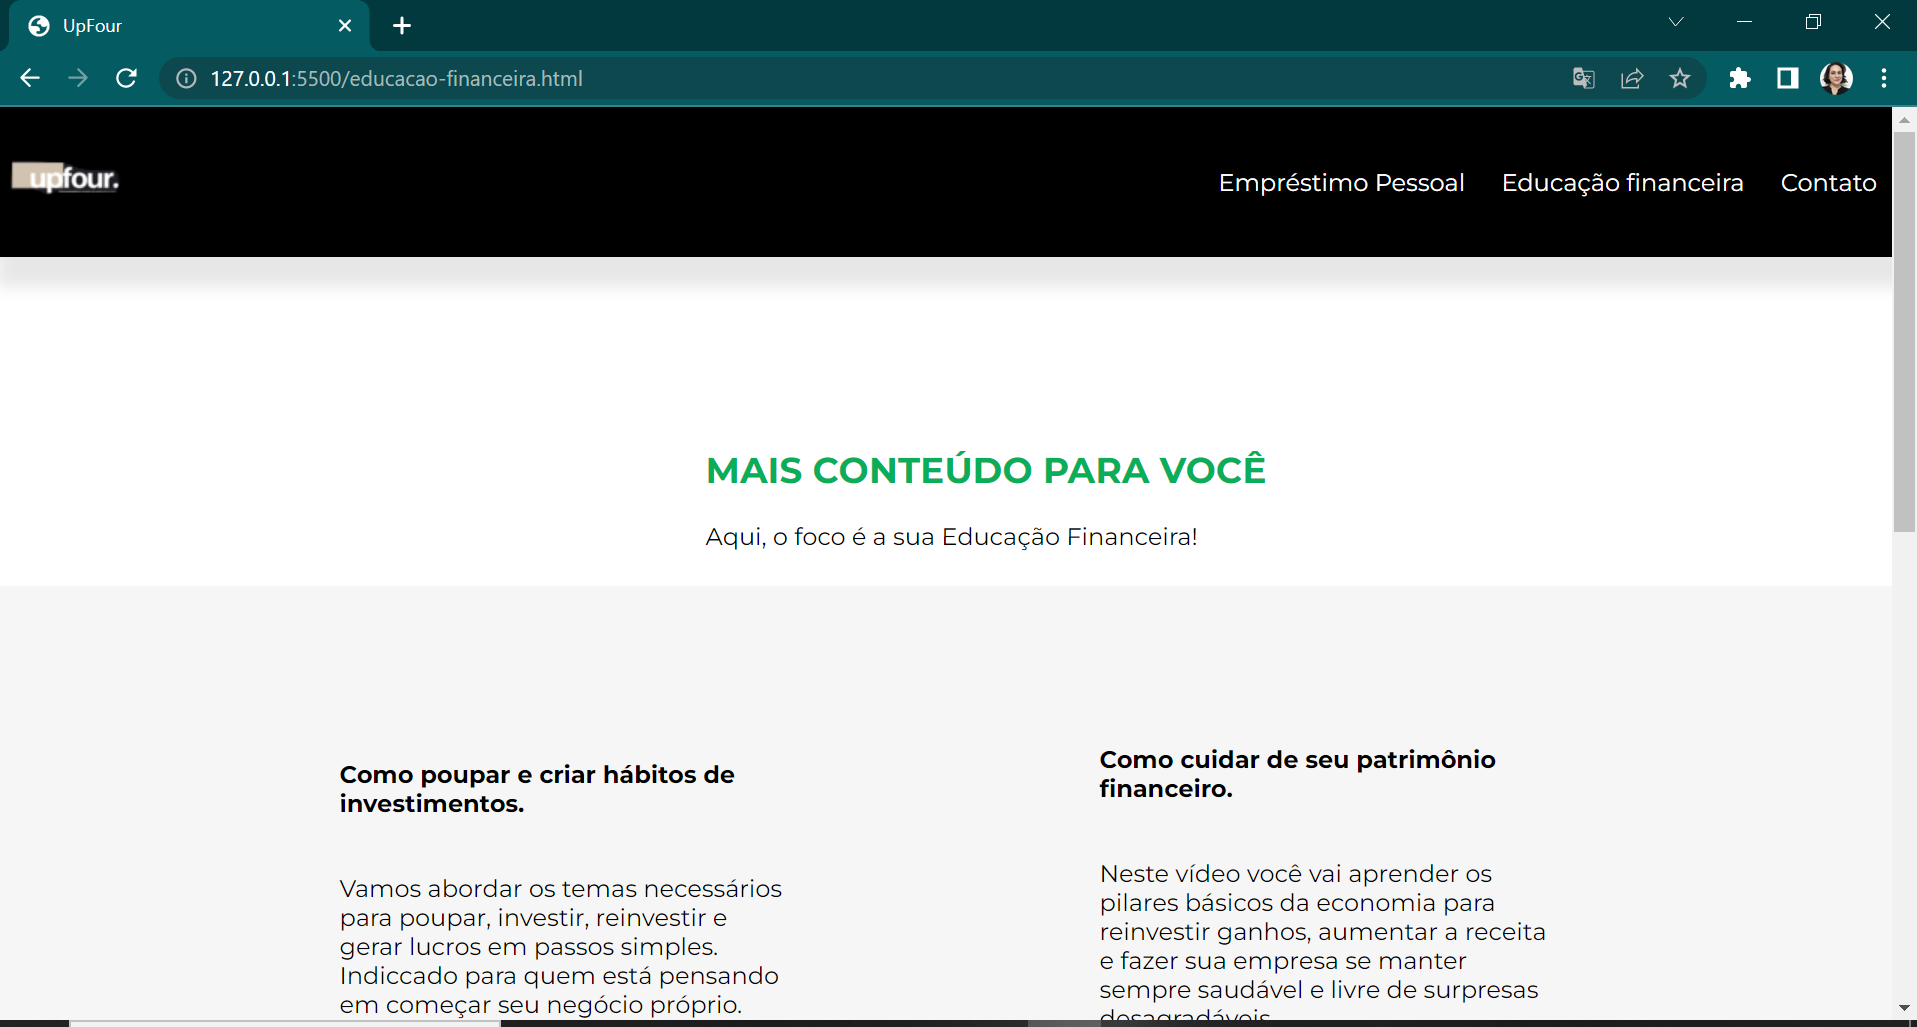 UpFour
127.0.0.1:5500/educacao-financeira.html
upfour.
Empréstimo Pessoal
Educação financeira
Contato
MAIS CONTEÚDO PARA VOCÊ
Aqui, o foco é a sua Educação Financeira!
Como poupar e criar hábitos de
investimentos.
Vamos abordar os temas necessários
para poupar, investir, reinvestir e
gerar lucros em passos simples.
Indiccado para quem está pensando
em começar seu negócio próprio.
Como cuidar de seu patrimônio
financeiro.
Neste vídeo você vai aprender os
pilares básicos da economia para
reinvestir ganhos, aumentar a receita
e fazer sua empresa se manter
sempre saudável e livre de surpresas
desagradáveis